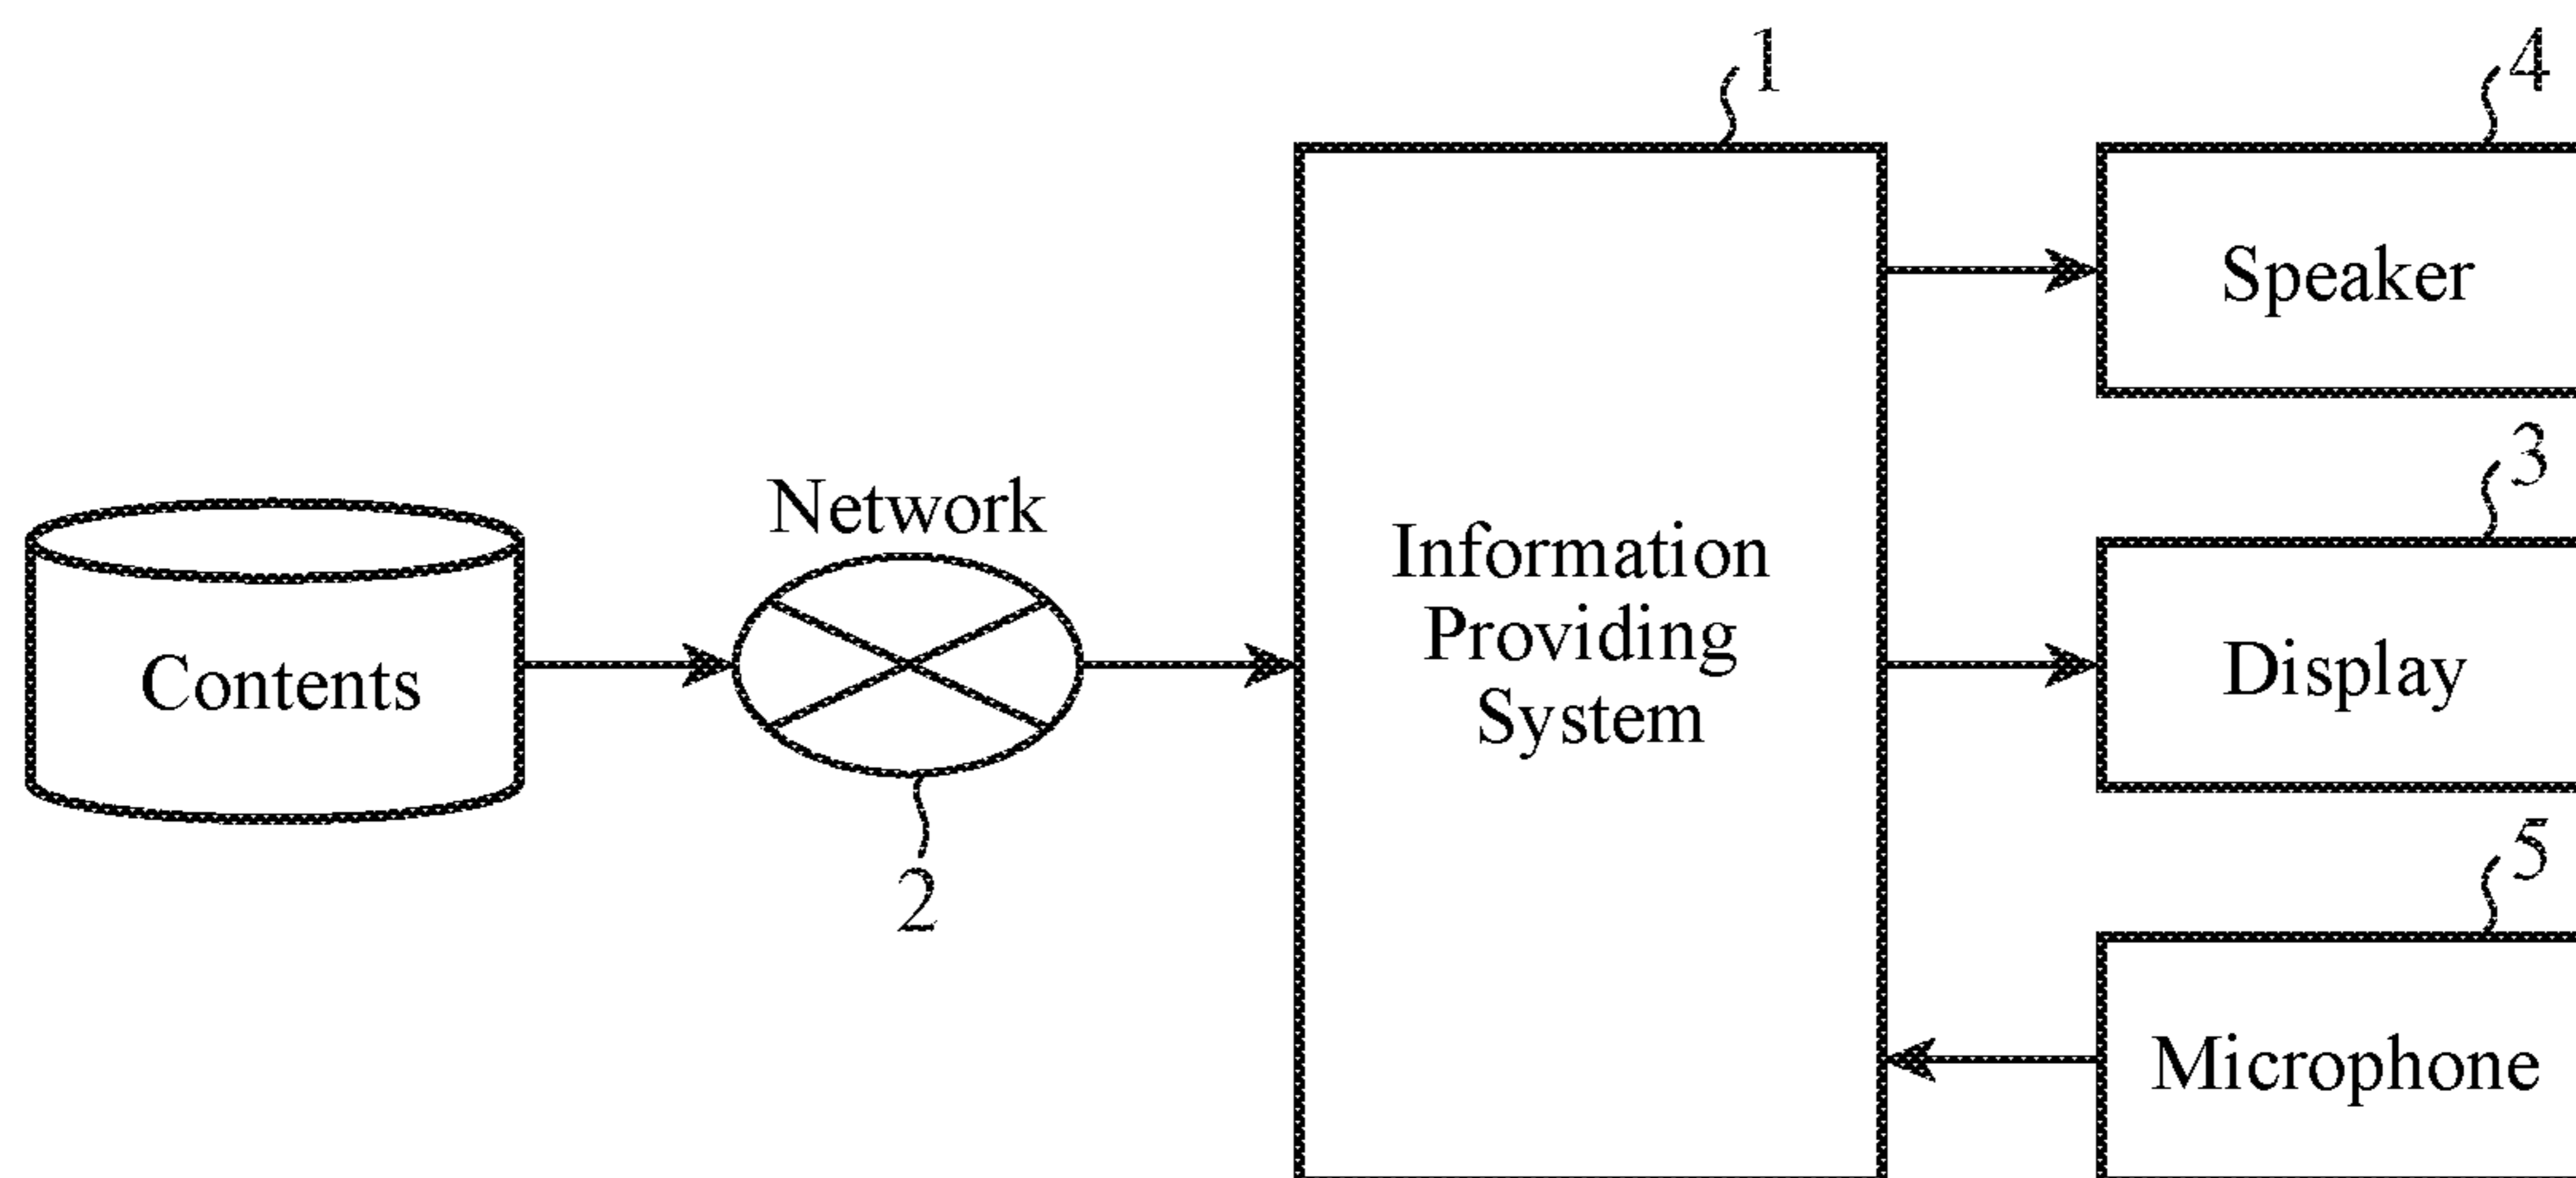 1
4
Speaker
3
Network
Information
Providing
System
Contents
Display
2
5
Microphone